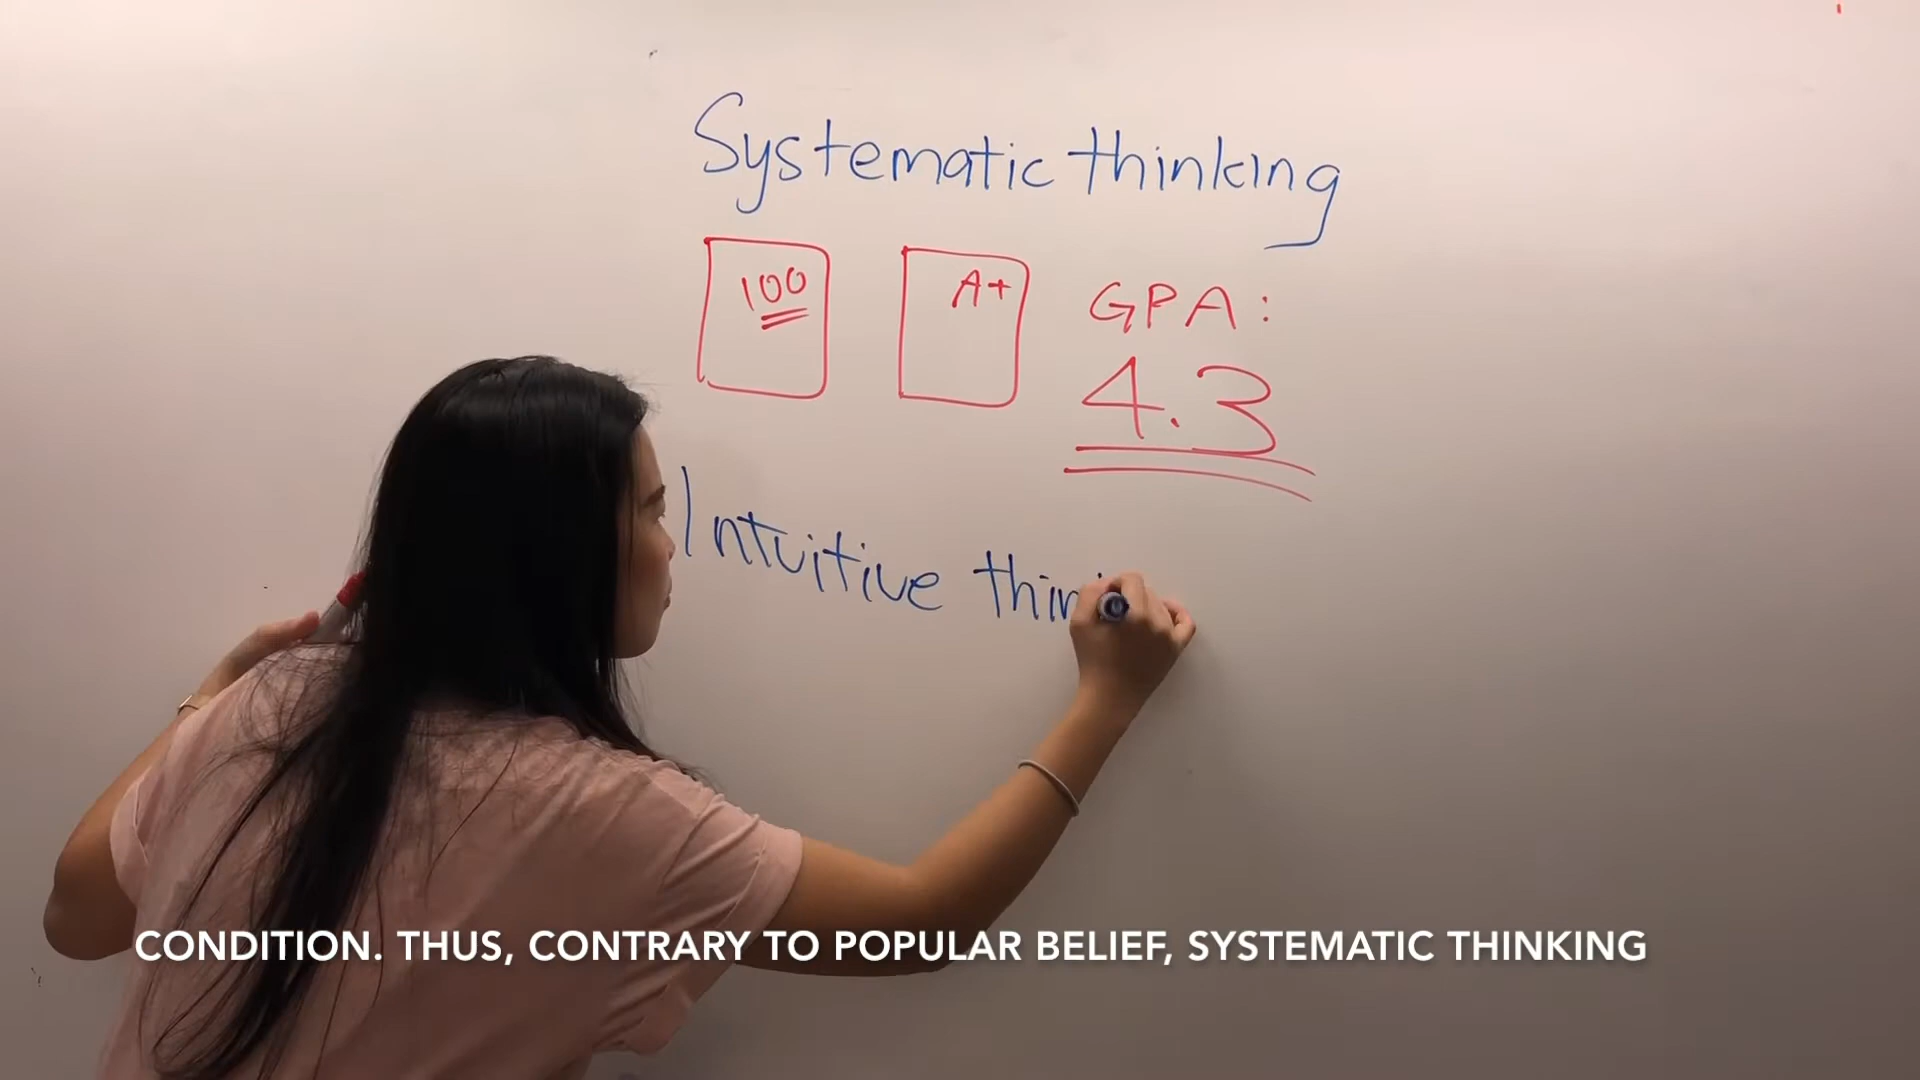 Systematic thinking
100
A+
GPA:
4.3
Intuitive thin
CONDITION. THUS, CONTRARY TO POPULAR BELIEF, SYSTEMATIC THINKING